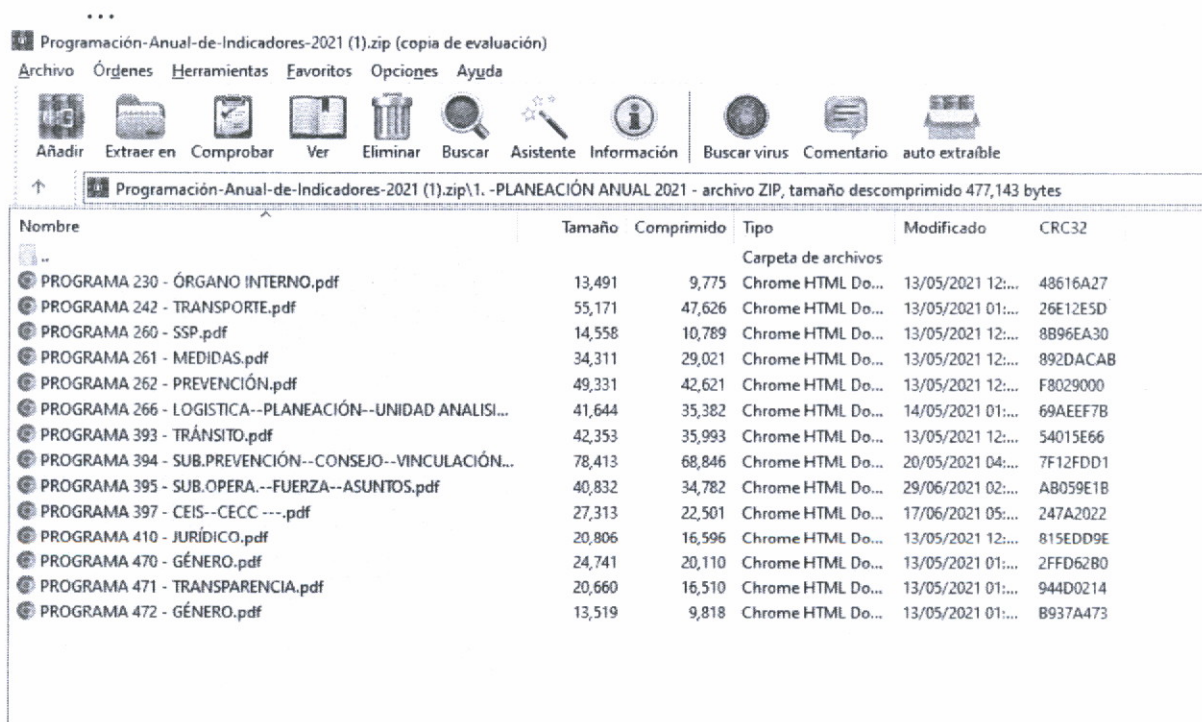 ...
Programación-Anual-de-Indicadores-2021 (1).zip (copia de evaluación)
Archivo Órdenes Herramientas Favoritos Opciones Ayuda
Añadir Extraer en Comprobar Ver Eliminar Buscar Asistente Información Buscar virus Comentario auto extraíble
Programación-Anual-de-Indicadores-2021 (1).zip\1. -PLANEACIÓN ANUAL 2021 - archivo ZIP, tamaño descomprimido 477,143 bytes
Nombre Tamaño Comprimido Tipo Modificado CRC32
.. Carpeta de archivos
PROGRAMA 230 - ÓRGANO INTERNO.pdf 13,491 9,775 Chrome HTML Do... 13/05/2021 12:... 48616A27
PROGRAMA 242 - TRANSPORTE.pdf 55,171 47,626 Chrome HTML Do... 13/05/2021 01:... 26E12E5D
PROGRAMA 260 - SSP.pdf 14,558 10,789 Chrome HTML Do... 13/05/2021 12:... 8B96EA30
PROGRAMA 261 - MEDIDAS.pdf 34,311 29,021 Chrome HTML Do... 13/05/2021 12:... 892DACAB
PROGRAMA 262 - PREVENCIÓN.pdf 49,331 42,621 Chrome HTML Do... 13/05/2021 12:... F8029000
PROGRAMA 266 - LOGISTICA--PLANEACIÓN--UNIDAD ANALISI... 41,644 35,382 Chrome HTML Do... 14/05/2021 01:... 69AEEF7B
PROGRAMA 393 - TRÁNSITO.pdf 42,353 35,993 Chrome HTML Do... 13/05/2021 12:... 54015E66
PROGRAMA 394 - SUB.PREVENCIÓN--CONSEJO--VINCULACIÓN... 78,413 68,846 Chrome HTML Do... 20/05/2021 04:... 7F12FDD1
PROGRAMA 395 - SUB.OPERA.--FUERZA--ASUNTOS.pdf 40,832 34,782 Chrome HTML Do... 29/06/2021 02:... AB059E1B
PROGRAMA 397 - CEIS--CECC ---.pdf 27,313 22,501 Chrome HTML Do... 17/06/2021 05:... 247A2022
PROGRAMA 410 - JURÍDICO.pdf 20,806 16,596 Chrome HTML Do... 13/05/2021 12:... 815EDD9E
PROGRAMA 470 - GÉNERO.pdf 24,741 20,110 Chrome HTML Do... 13/05/2021 01:... 2FFD62B0
PROGRAMA 471 - TRANSPARENCIA.pdf 20,660 16,510 Chrome HTML Do... 13/05/2021 01:... 944D0214
PROGRAMA 472 - GÉNERO.pdf 13,519 9,818 Chrome HTML Do... 13/05/2021 01:... B937A473